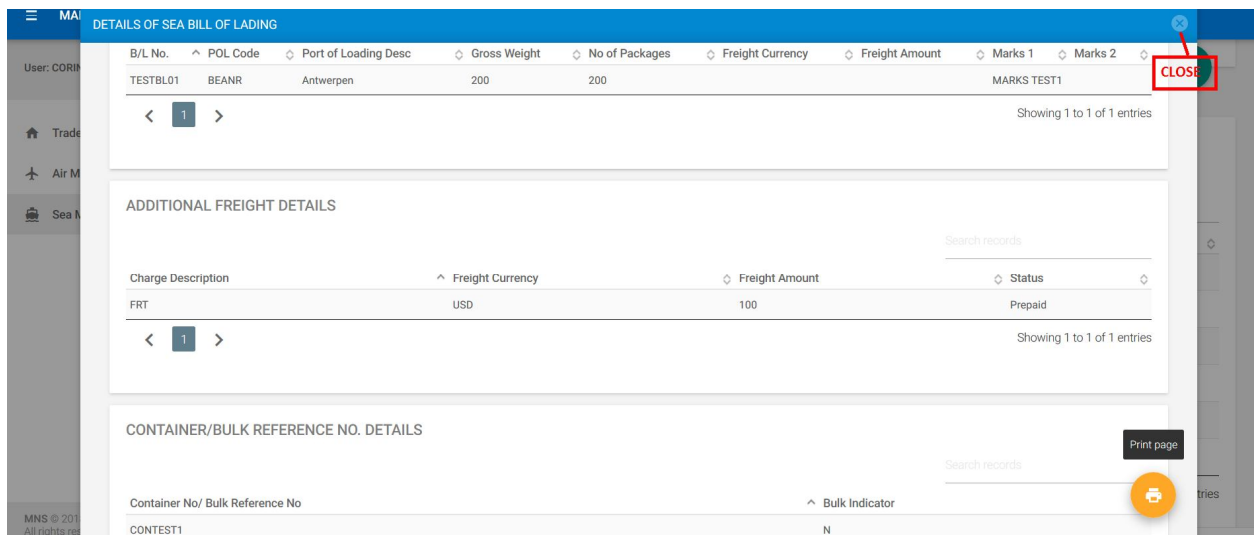 MAI
DETAILS OF SEA BILL OF LADING
User: CORIN
B/L No. POL Code Port of Loading Desc Gross Weight No of Packages Freight Currency Freight Amount Marks 1 Marks 2
CLOSE
TESTBL01 BEANR Antwerpen 200 200 MARKS TEST1
1
Showing 1 to 1 of 1 entries
Trade
Air M
Sea M
ADDITIONAL FREIGHT DETAILS
Search records
Charge Description Freight Currency Freight Amount Status
FRT USD 100 Prepaid
1
Showing 1 to 1 of 1 entries
CONTAINER/BULK REFERENCE NO. DETAILS
Print page
Search records
Container No/ Bulk Reference No Bulk Indicator
tries
MNS © 201
CONTEST1 N
All rights res